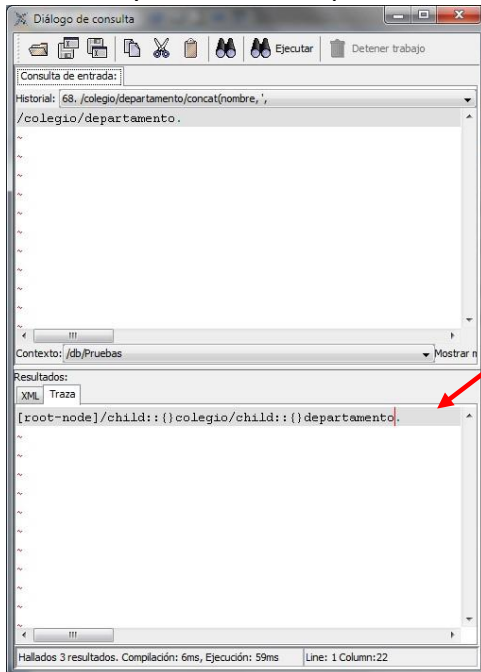 Diálogo de consulta
Ejecutar Detener trabajo
Consulta de entrada:
Historial: 68. /colegio/departamento/concat(nombre, ',
/colegio/departamento.
~
~
~
~
~
~
~
~
~
~
Contexto: /db/Pruebas Mostrar n
Resultados:
XML Traza
[root-node]/child::{}colegio/child::{}departamento.
~
~
~
~
~
~
~
~
~
~
Hallados 3 resultados. Compilación: 6ms, Ejecución: 59ms Line: 1 Column:22